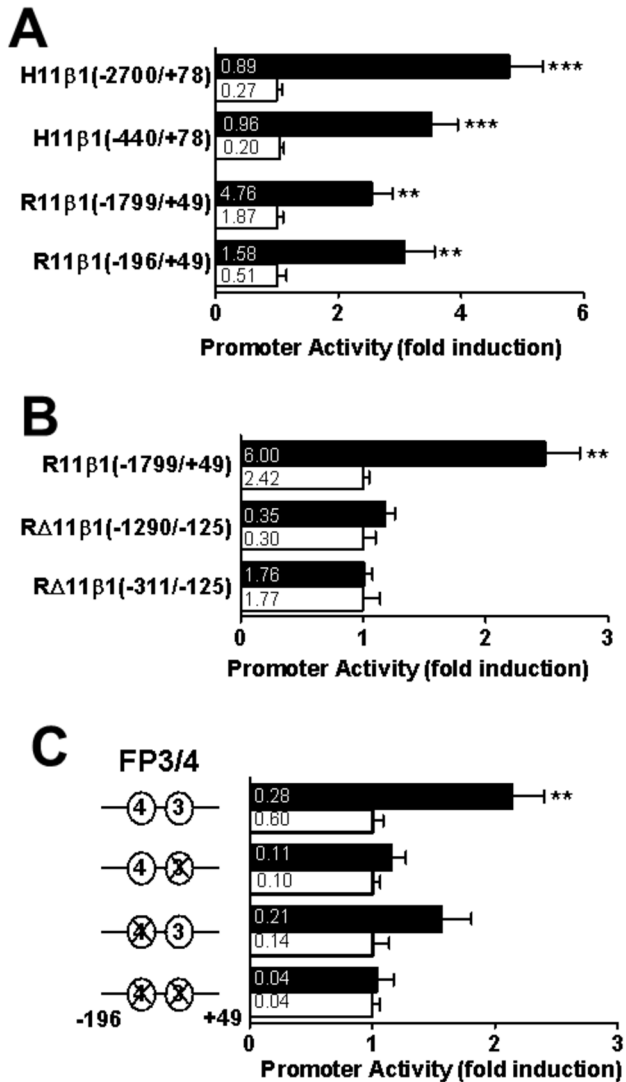 A
H11β1(-2700/+78)
0.89
***
0.27
H11β1(-440/+78)
0.96
***
0.20
R11β1(-1799/+49)
4.76
**
1.87
R11β1(-196/+49)
1.58
**
0.51
0 2 4 6
Promoter Activity (fold induction)
B
R11β1(-1799/+49)
6.00
**
2.42
RΔ11β1(-1290/-125)
0.35
0.30
RΔ11β1(-311/-125)
1.76
1.77
0 1 2 3
Promoter Activity (fold induction)
C
FP3/4
4 3
0.28
**
0.60
4 3
0.11
0.10
4 3
0.21
0.14
4 3
0.04
0.04
-196 +49
0 1 2 3
Promoter Activity (fold induction)